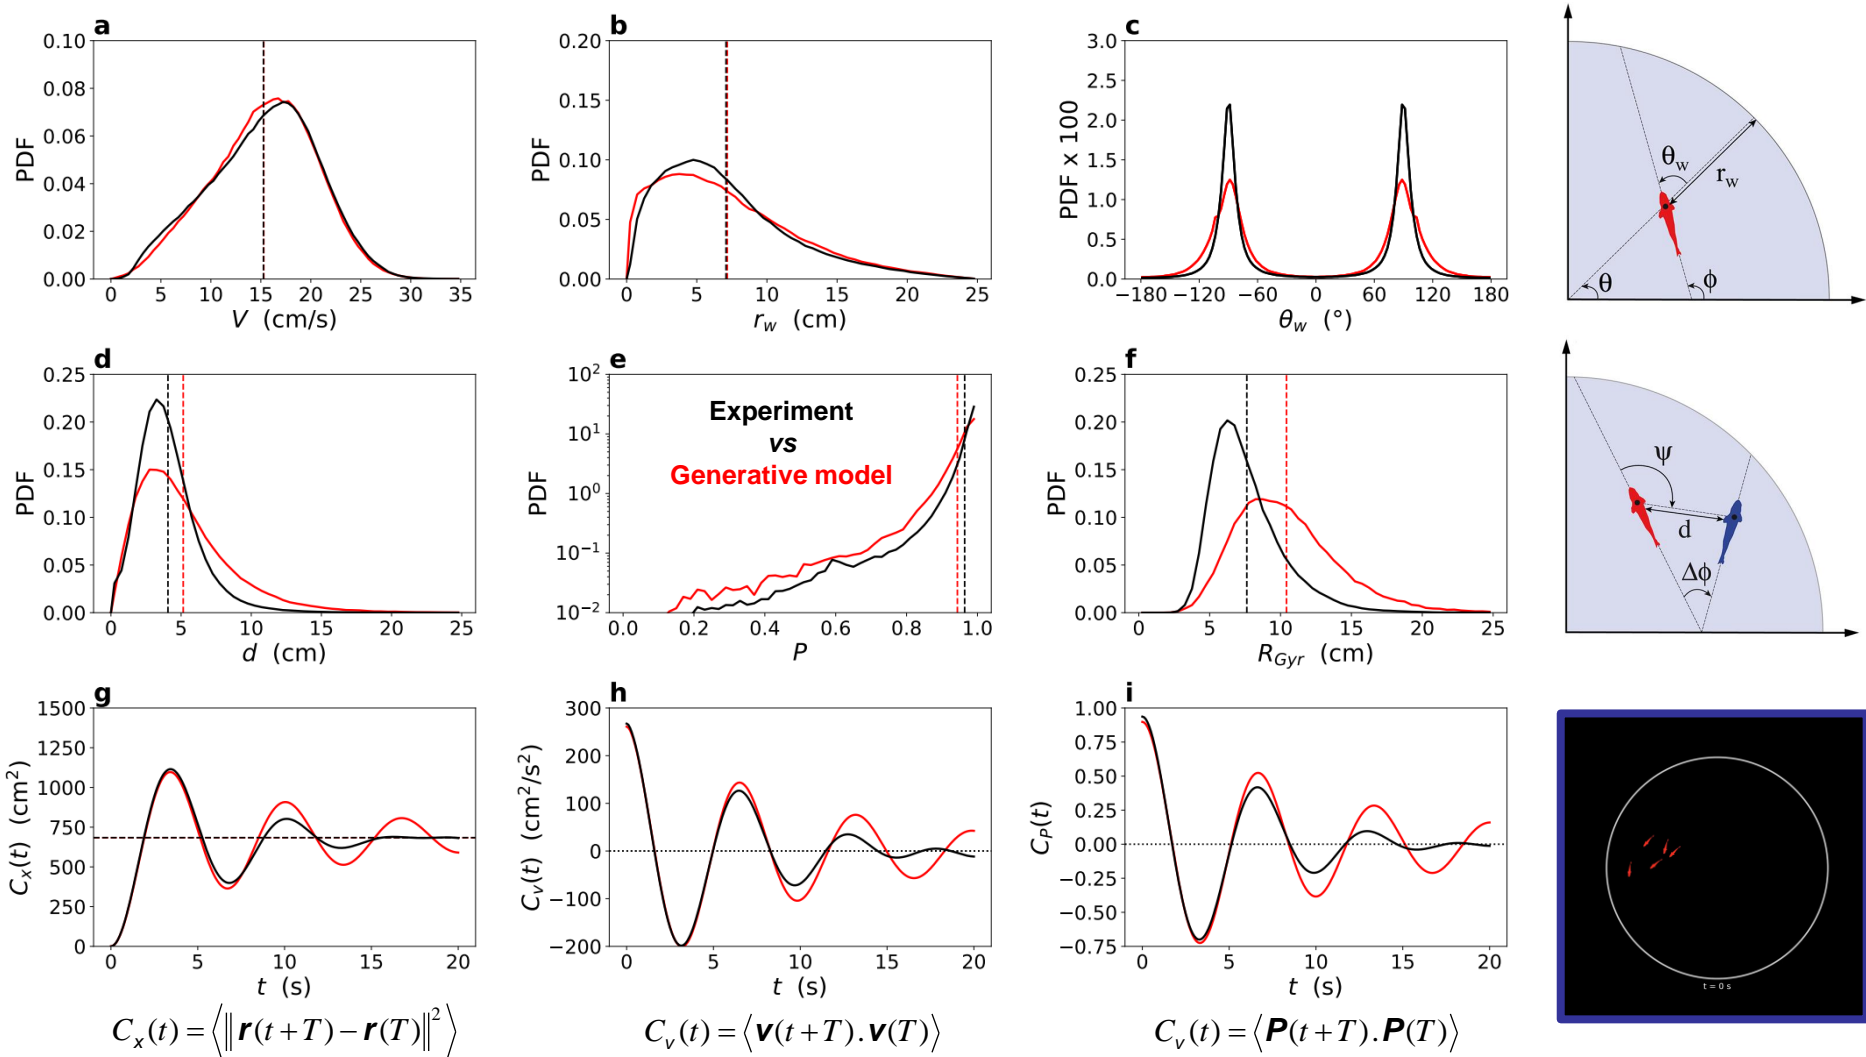 a
0.10
0.08
0.06
0.04
0.02
0.00
PDF
0 5 10 15 20 25 30 35
V (cm/s)
b
0.20
0.15
0.10
0.05
0.00
PDF
0 5 10 15 20 25
r_w (cm)
c
3.0
2.5
2.0
1.5
1.0
0.5
0.0
PDF x 100
−180 −120 −60 0 60 120 180
θ_w (°)
θ_w
r_w
θ
ϕ
d
0.25
0.20
0.15
0.10
0.05
0.00
PDF
0 5 10 15 20 25
d (cm)
e
10^2
10^1
10^0
10^−1
10^−2
PDF
Experiment
vs
Generative model
0.0 0.2 0.4 0.6 0.8 1.0
P
f
0.25
0.20
0.15
0.10
0.05
0.00
PDF
0 5 10 15 20 25
R_Gyr (cm)
ψ
d
Δϕ
g
1500
1250
1000
750
500
250
0
C_x(t) (cm²)
0 5 10 15 20
t (s)
h
300
200
100
0
−100
−200
C_v(t) (cm²/s²)
0 5 10 15 20
t (s)
i
1.00
0.75
0.50
0.25
0.00
−0.25
−0.50
−0.75
C_P(t)
0 5 10 15 20
t (s)
t = 0 s
C_x(t) = ⟨‖r(t+T) − r(T)‖²⟩
C_v(t) = ⟨v(t+T).v(T)⟩
C_v(t) = ⟨P(t+T).P(T)⟩